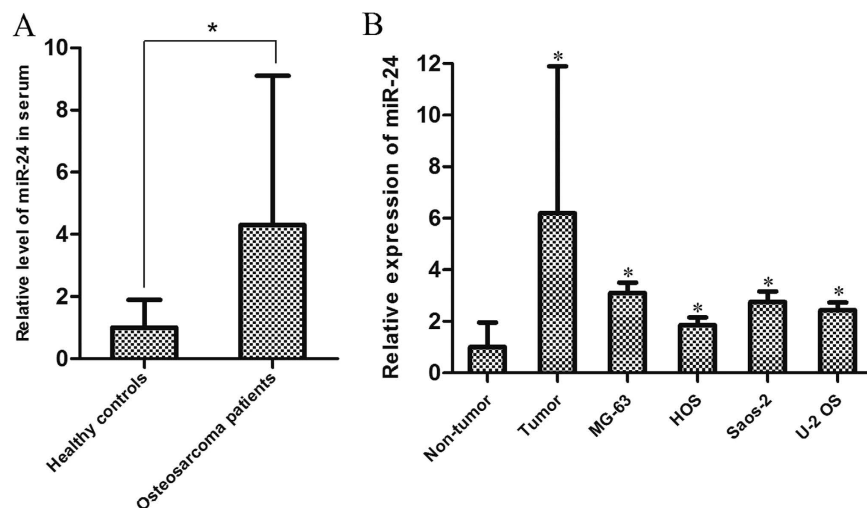 A
*
Relative level of miR-24 in serum
10
8
6
4
2
0
Healthy controls
Osteosarcoma patients
B
Relative expression of miR-24
12
10
8
6
4
2
0
*
*
*
*
*
Non-tumor
Tumor
MG-63
HOS
Saos-2
U-2 OS